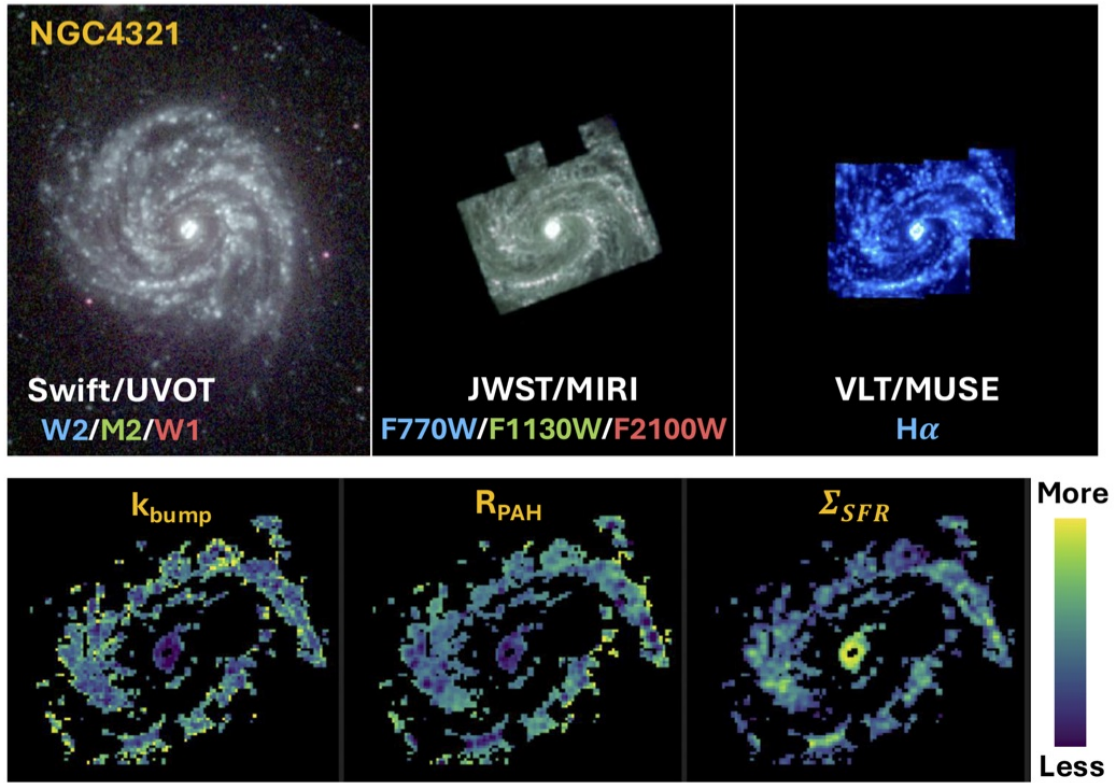 NGC4321
Swift/UVOT
W2/M2/W1
JWST/MIRI
F770W/F1130W/F2100W
VLT/MUSE
Hα
k_bump
R_PAH
Σ_SFR
More
Less